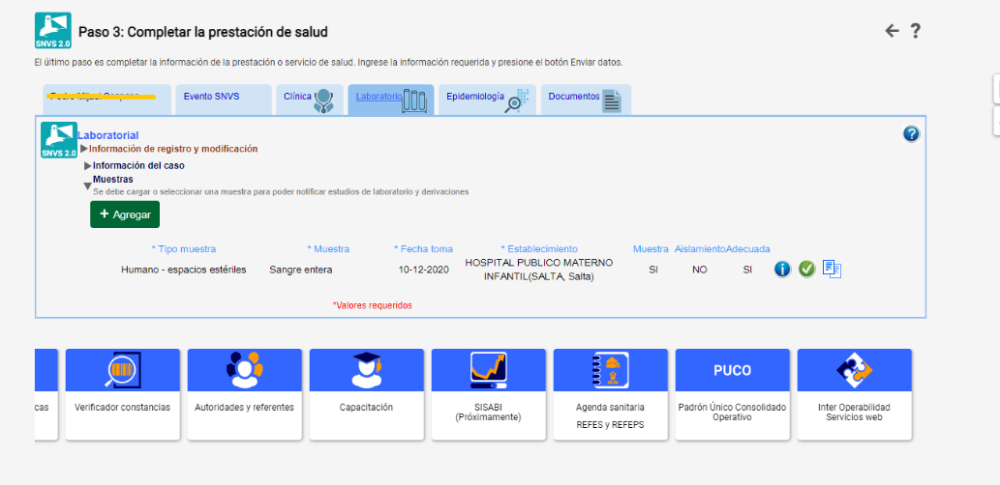 SNVS 2.0
Paso 3: Completar la prestación de salud
?
El último paso es completar la información de la prestación o servicio de salud. Ingrese la información requerida y presione el botón Enviar datos.
Evento SNVS
Clínica
Laboratorio
Epidemiología
Documentos
SNVS 2.0
Laboratorial
?
Información de registro y modificación
Información del caso
Muestras
Se debe cargar o seleccionar una muestra para poder notificar estudios de laboratorio y derivaciones
+ Agregar
* Tipo muestra * Muestra * Fecha toma * Establecimiento Muestra Aislamiento Adecuada
Humano - espacios estériles Sangre entera 10-12-2020 HOSPITAL PUBLICO MATERNO SI NO SI
INFANTIL(SALTA, Salta)
*Valores requeridos
PUCO
cas
Verificador constancias
Autoridades y referentes
Capacitación
SISABI
(Próximamente)
Agenda sanitaria
REFES y REFEPS
Padrón Único Consolidado
Operativo
Inter Operabilidad
Servicios web